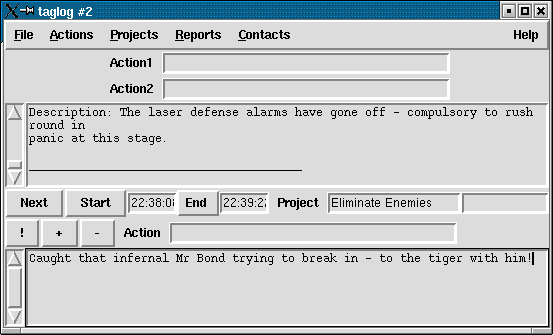 taglog #2
File Actions Projects Reports Contacts Help
Action1
Action2
Description: The laser defense alarms have gone off - compulsory to rush
round in
panic at this stage.
Next Start 22:38:0 End 22:39:2 Project Eliminate Enemies
! + - Action
Caught that infernal Mr Bond trying to break in - to the tiger with him!